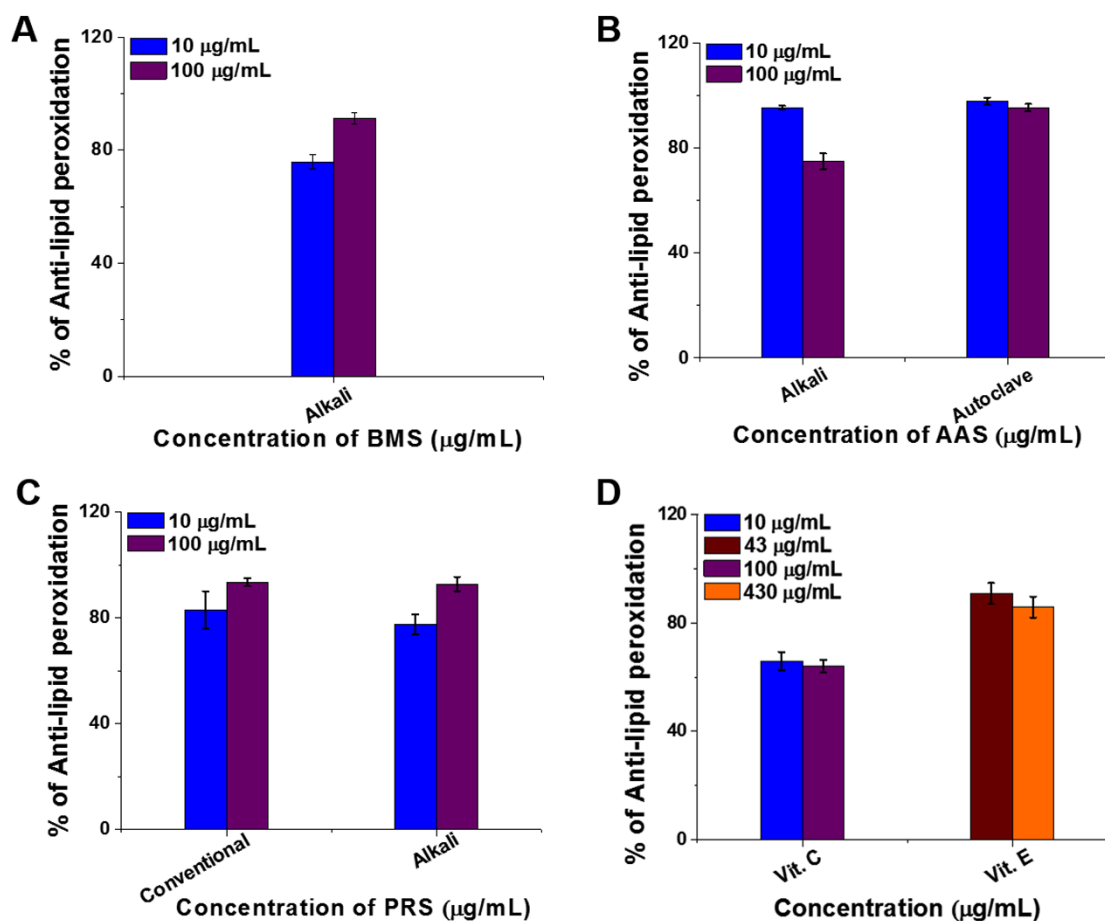 A
% of Anti-lipid peroxidation
120
80
40
0
10 μg/mL
100 μg/mL
Alkali
Concentration of BMS (μg/mL)
B
% of Anti-lipid peroxidation
120
80
40
0
10 μg/mL
100 μg/mL
Alkali
Autoclave
Concentration of AAS (μg/mL)
C
% of Anti-lipid peroxidation
120
80
40
0
10 μg/mL
100 μg/mL
Conventional
Alkali
Concentration of PRS (μg/mL)
D
% of Anti-lipid peroxidation
120
80
40
0
10 μg/mL
43 μg/mL
100 μg/mL
430 μg/mL
Vit. C
Vit. E
Concentration (μg/mL)